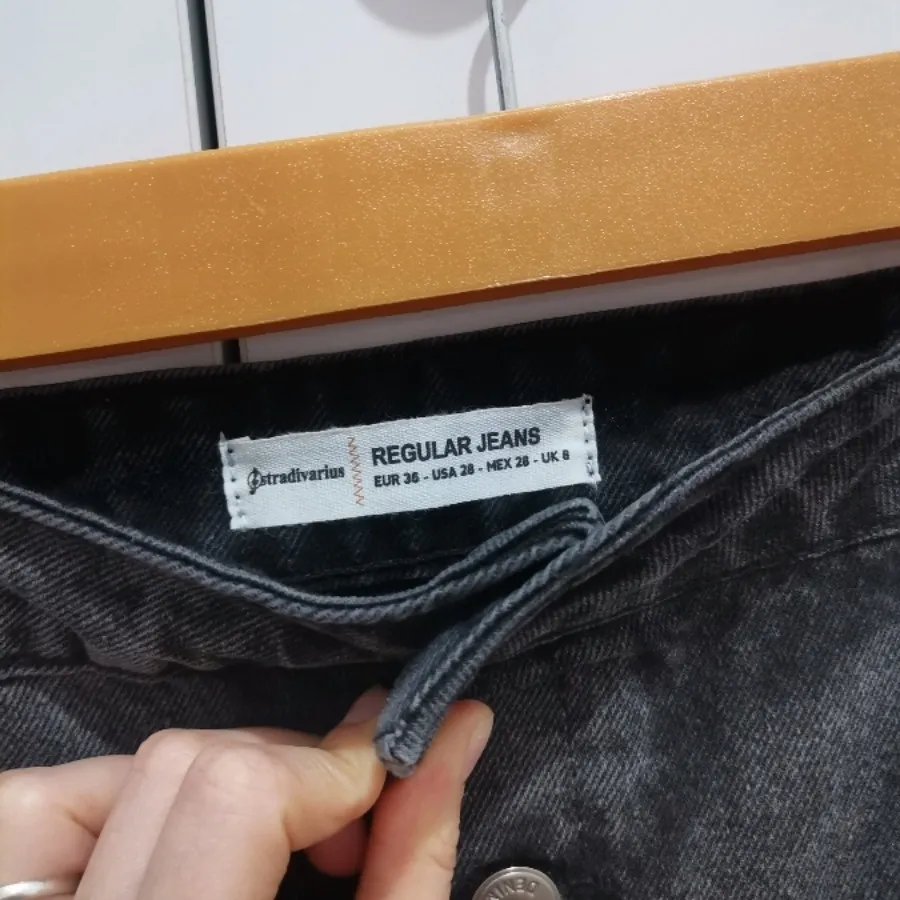 stradivarius
REGULAR JEANS
EUR 36 - USA 28 - MEX 28 - UK 8